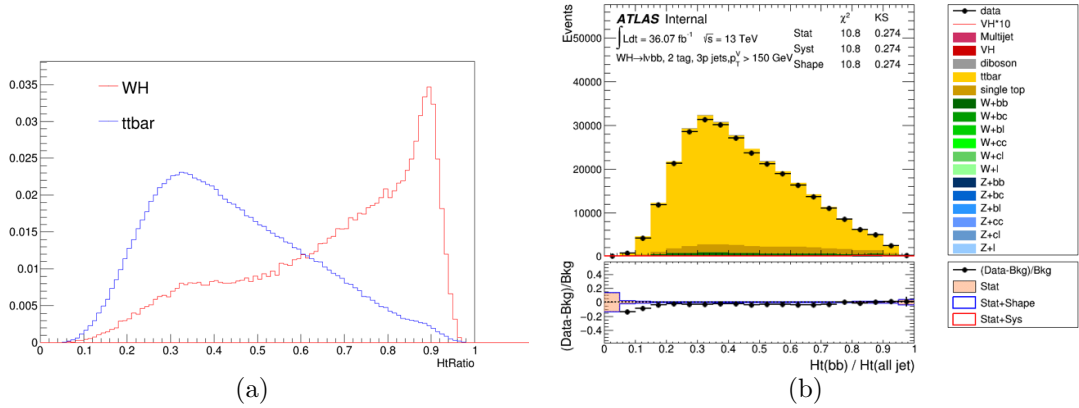 WH
ttbar
0.035
0.03
0.025
0.02
0.015
0.01
0.005
0
0 0.1 0.2 0.3 0.4 0.5 0.6 0.7 0.8 0.9 1
HtRatio
(a)
Events
ATLAS Internal
∫Ldt = 36.07 fb⁻¹ √s = 13 TeV
WH→lνbb, 2 tag, 3p jets,p_T^V > 150 GeV
χ² KS
Stat 10.8 0.274
Syst 10.8 0.274
Shape 10.8 0.274
50000
40000
30000
20000
10000
0
(Data-Bkg)/Bkg
0.4
0.2
0
−0.2
−0.4
0 0.1 0.2 0.3 0.4 0.5 0.6 0.7 0.8 0.9 1
Ht(bb) / Ht(all jet)
(b)
data
VH*10
Multijet
VH
diboson
ttbar
single top
W+bb
W+bc
W+bl
W+cc
W+cl
W+l
Z+bb
Z+bc
Z+bl
Z+cc
Z+cl
Z+l
(Data-Bkg)/Bkg
Stat
Stat+Shape
Stat+Sys